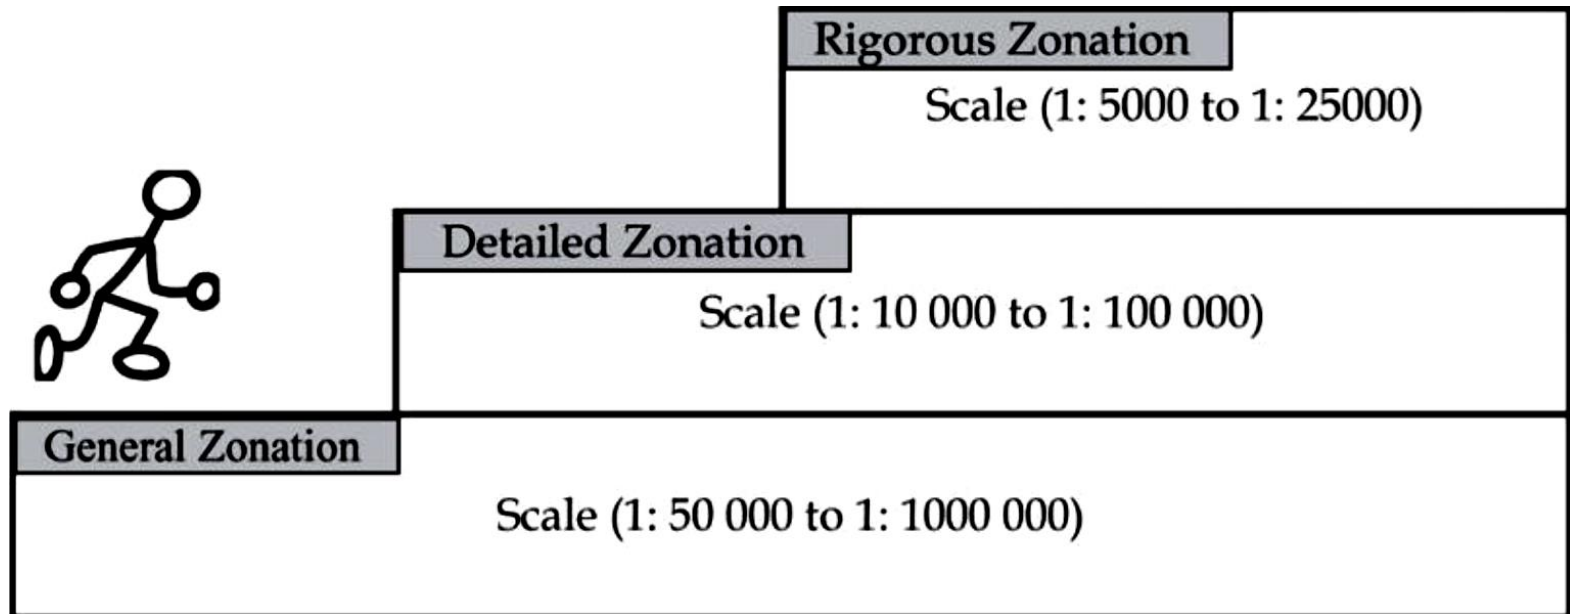 Rigorous Zonation
Scale (1: 5000 to 1: 25000)
Detailed Zonation
Scale (1: 10 000 to 1: 100 000)
General Zonation
Scale (1: 50 000 to 1: 1000 000)